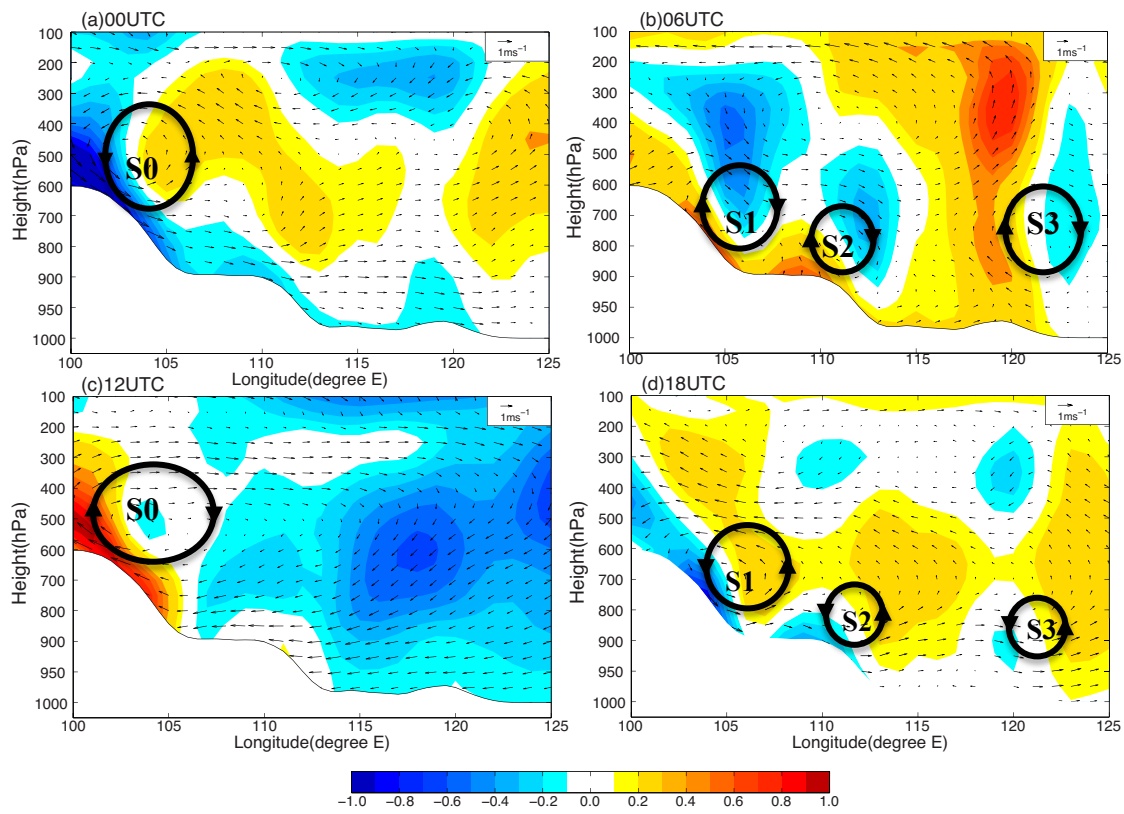 (a)00UTC
100
200
300
400
500
600
700
800
900
950
1000
Height(hPa)
1ms⁻¹
S0
100 105 110 115 120 125
Longitude(degree E)
(b)06UTC
100
200
300
400
500
600
700
800
900
950
1000
Height(hPa)
1ms⁻¹
S1
S2
S3
100 105 110 115 120 125
(c)12UTC
100
200
300
400
500
600
700
800
900
950
1000
Height(hPa)
1ms⁻¹
S0
100 105 110 115 120 125
Longitude(degree E)
(d)18UTC
100
200
300
400
500
600
700
800
900
950
1000
Height(hPa)
1ms⁻¹
S1
S2
S3
100 105 110 115 120 125
Longitude(degree E)
−1.0 −0.8 −0.6 −0.4 −0.2 0.0 0.2 0.4 0.6 0.8 1.0